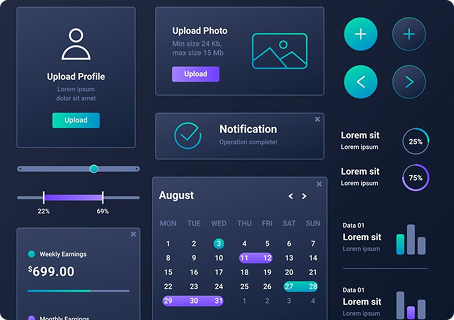 Upload Profile
Lorem ipsum
dolor sit amet
Upload
Upload Photo
Min size 24 Kb,
max size 15 Mb
Upload
Notification
Operation complete!
Lorem sit
Lorem ipsum
25%
Lorem sit
Lorem ipsum
75%
22% 69%
August
MON TUE WED THU FRI SAT SUN
1 2 3 4 5 6 7
8 9 10 11 12 13 14
15 16 17 18 19 20 21
22 23 24 25 26 27 28
29 30 31 1 2 3 4
Weekly Earnings
$699.00
Monthly Earnings
Data 01
Lorem sit
Lorem ipsum
Data 01
Lorem sit
Lorem ipsum